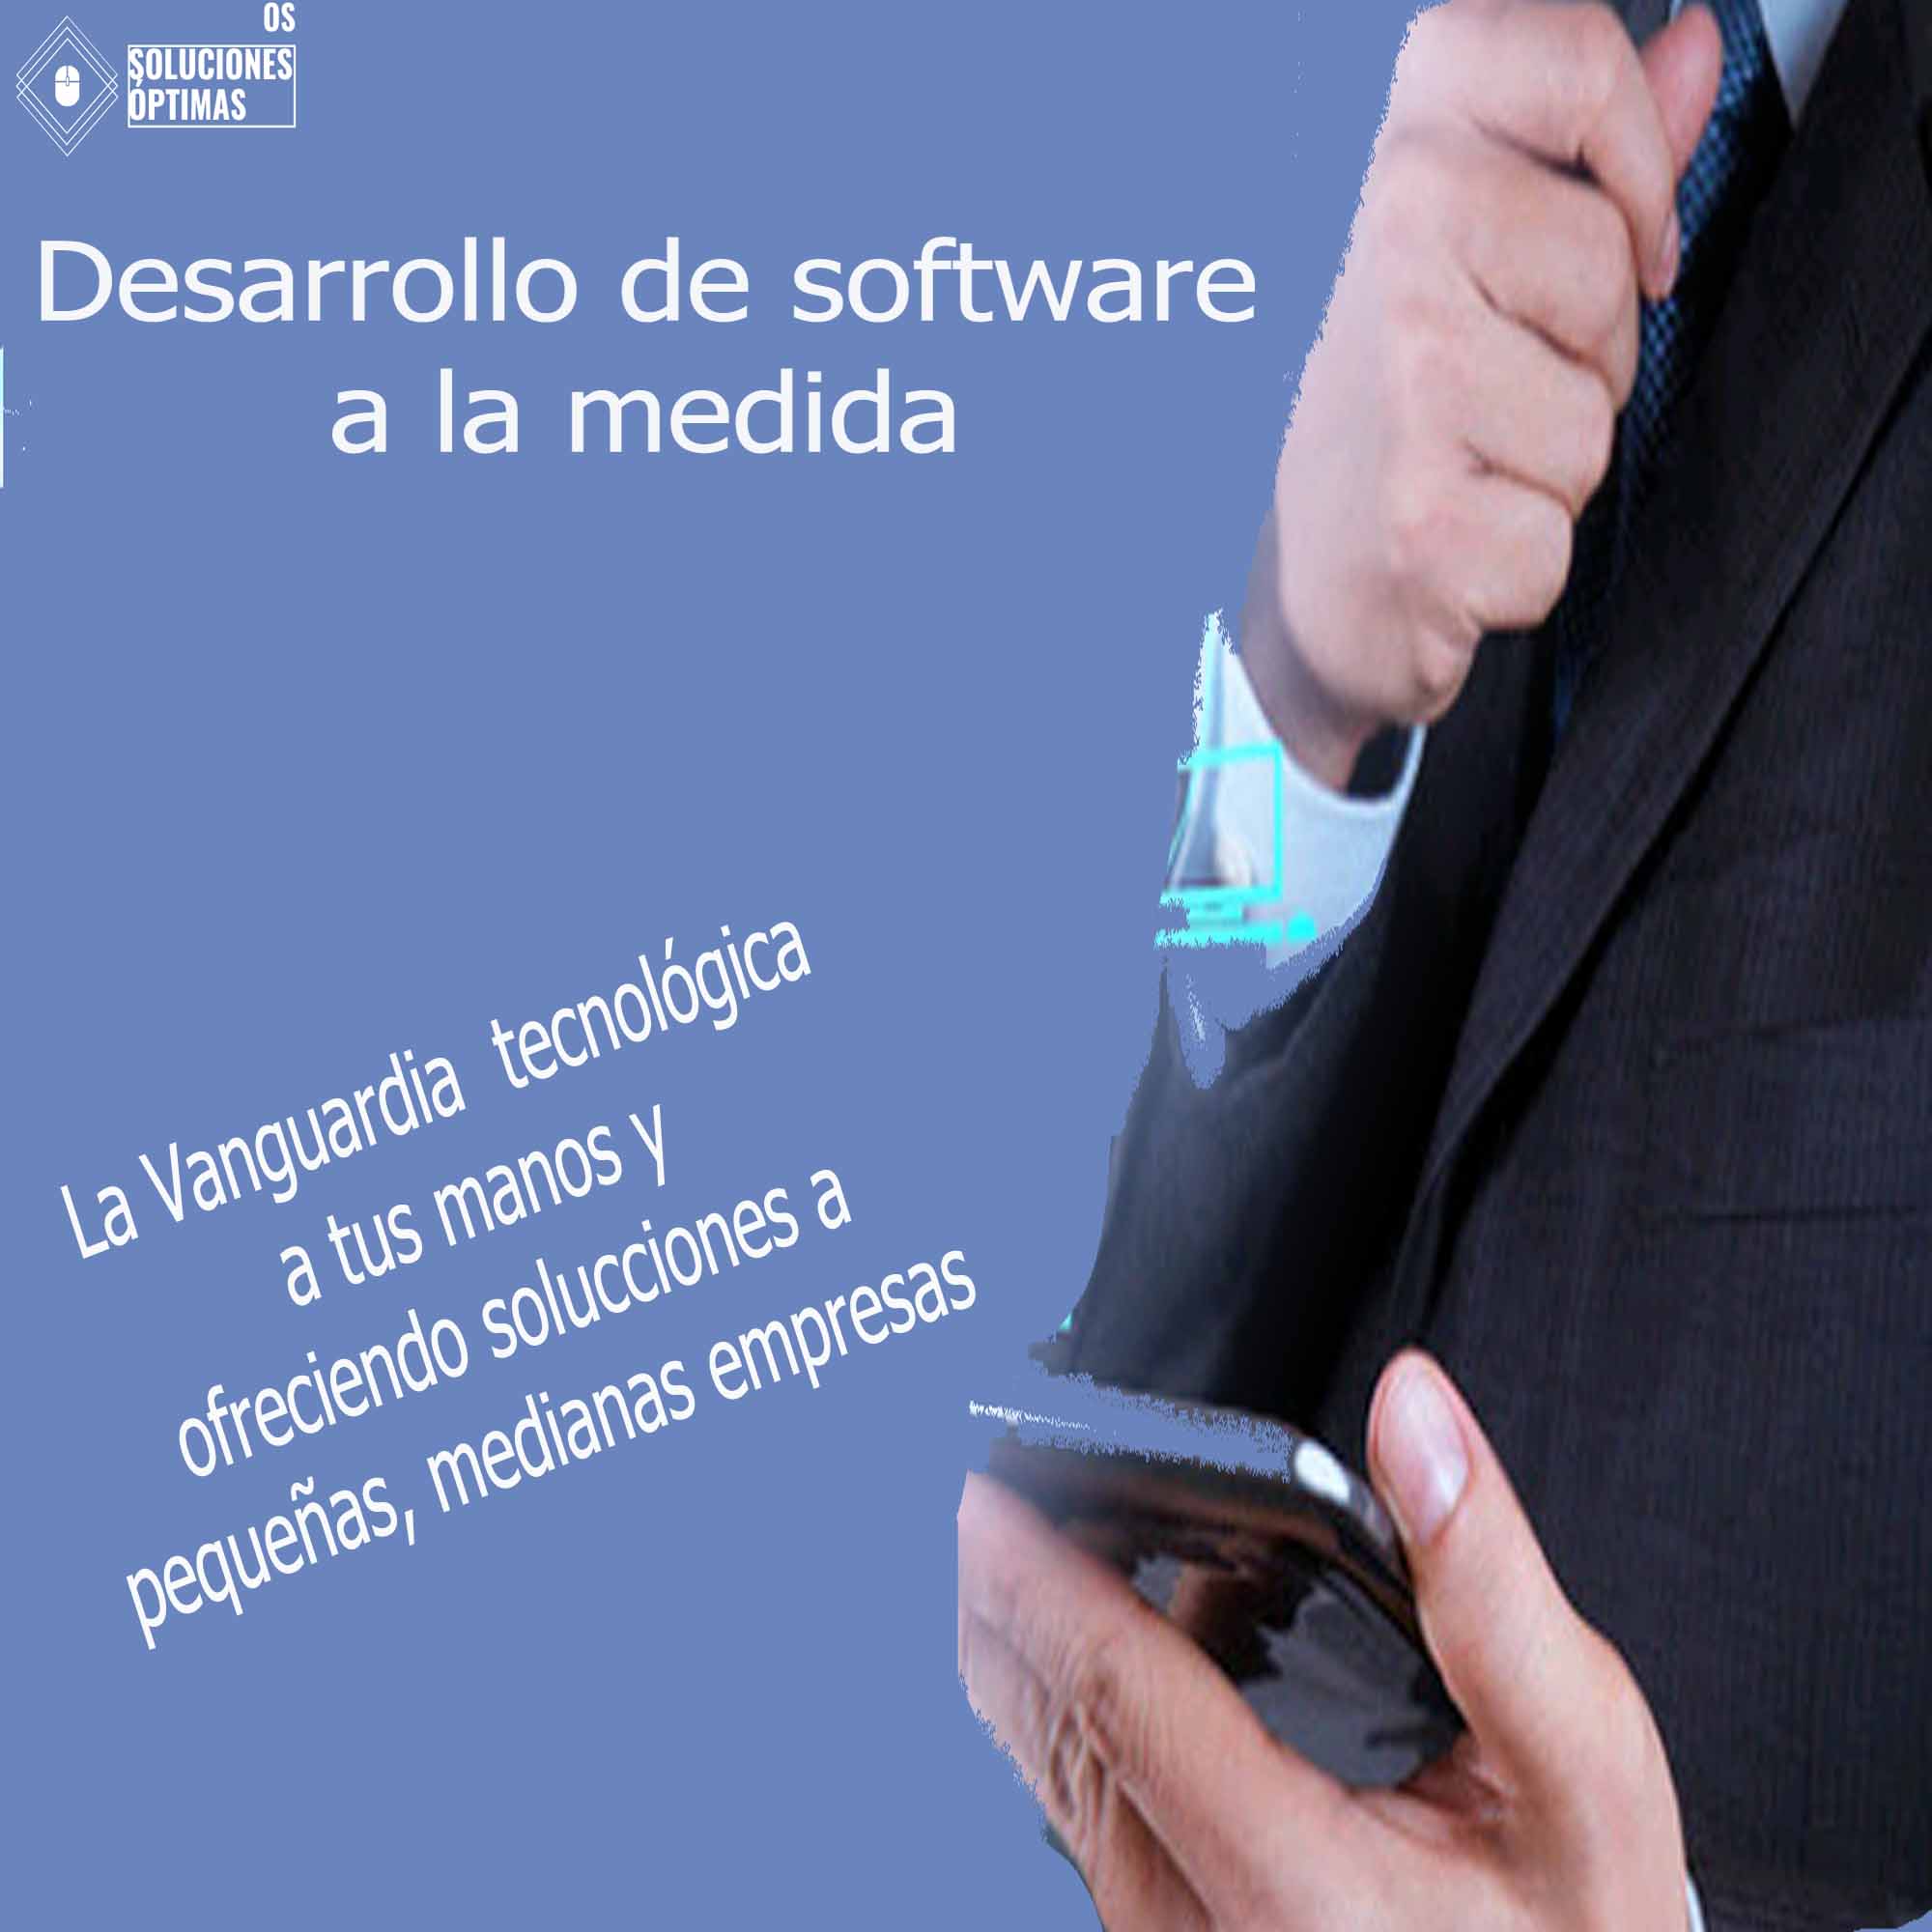 OS
SOLUCIONES
ÓPTIMAS
Desarrollo de software
a la medida
La Vanguardia tecnológica
a tus manos y
ofreciendo solucciones a
pequeñas, medianas empresas